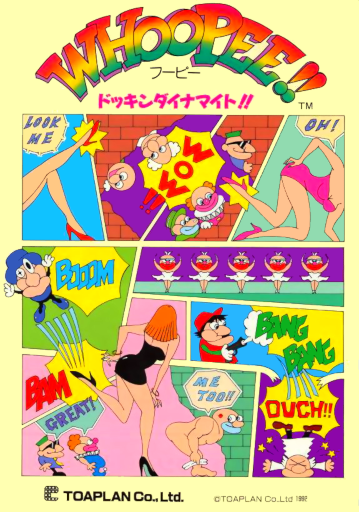 WHOOPEE!!
フーピー
ドッキンダイナマイト!!
TM
LOOK
ME
WOW
!!
OH!
BOOOM
BANG
BANG
BAM
GREAT!
ME
TOO!!
OUCH!!
TOAPLAN Co., Ltd.
©TOAPLAN Co.,Ltd 1992